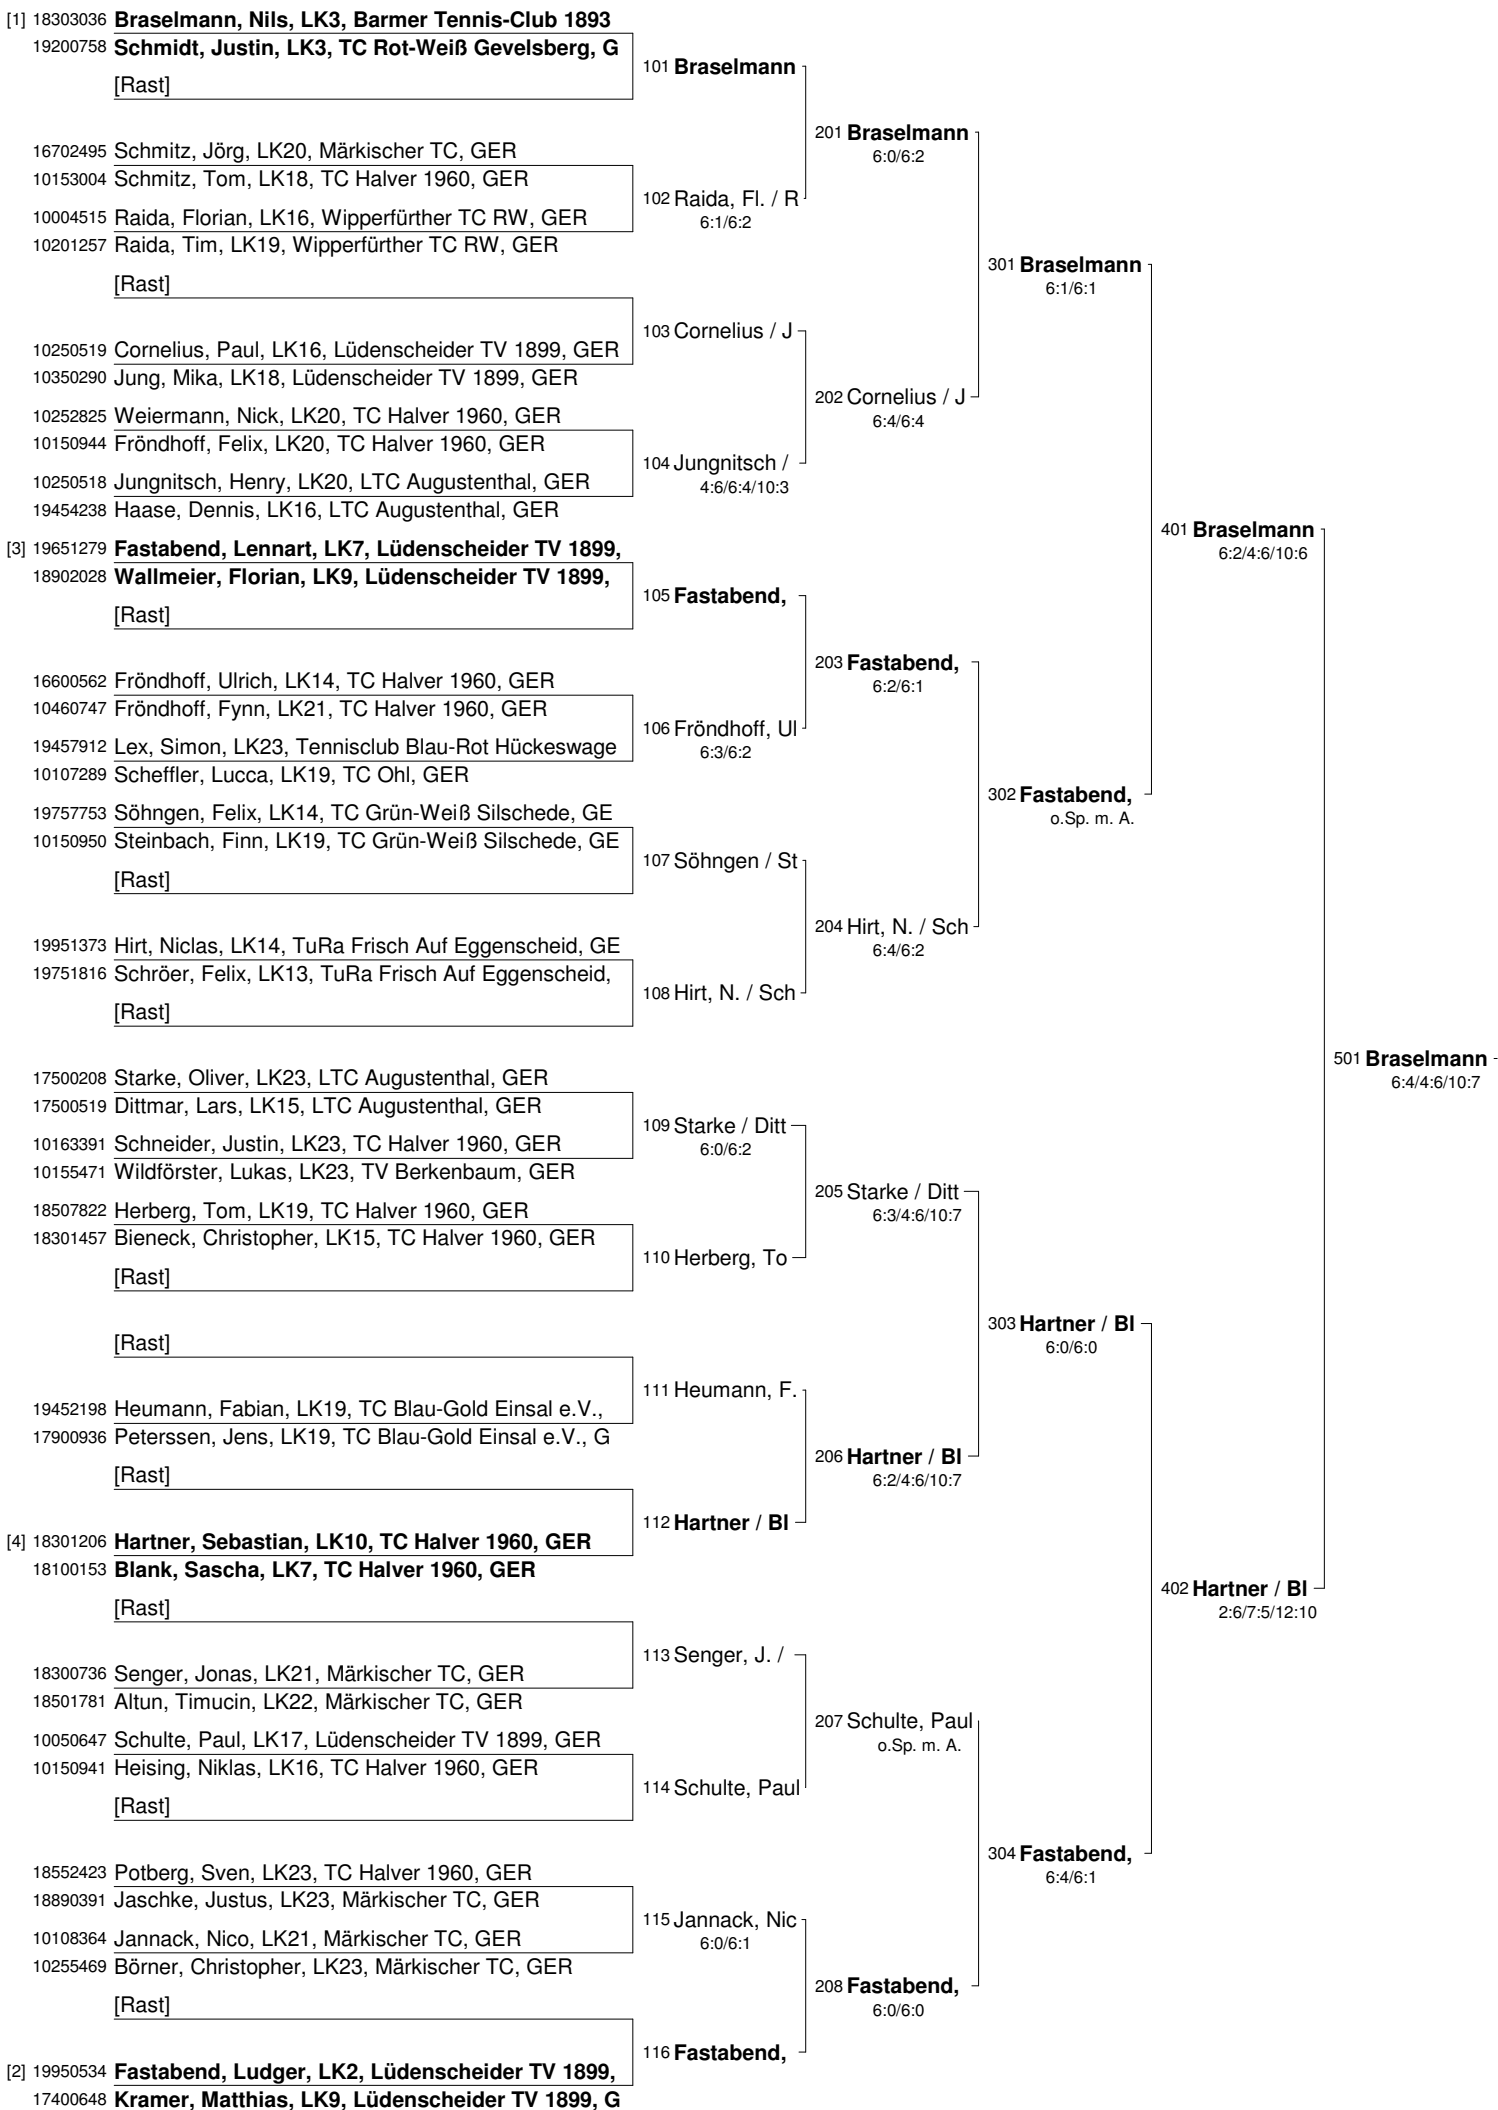 [1] 18303036 Braselmann, Nils, LK3, Barmer Tennis-Club 1893
19200758 Schmidt, Justin, LK3, TC Rot-Weiß Gevelsberg, G
101 Braselmann
[Rast]
201 Braselmann
6:0/6:2
16702495 Schmitz, Jörg, LK20, Märkischer TC, GER
10153004 Schmitz, Tom, LK18, TC Halver 1960, GER
102 Raida, Fl. / R
6:1/6:2
10004515 Raida, Florian, LK16, Wipperfürther TC RW, GER
10201257 Raida, Tim, LK19, Wipperfürther TC RW, GER
301 Braselmann
6:1/6:1
[Rast]
103 Cornelius / J
10250519 Cornelius, Paul, LK16, Lüdenscheider TV 1899, GER
10350290 Jung, Mika, LK18, Lüdenscheider TV 1899, GER
202 Cornelius / J
6:4/6:4
10252825 Weiermann, Nick, LK20, TC Halver 1960, GER
10150944 Fröndhoff, Felix, LK20, TC Halver 1960, GER
104 Jungnitsch /
4:6/6:4/10:3
10250518 Jungnitsch, Henry, LK20, LTC Augustenthal, GER
19454238 Haase, Dennis, LK16, LTC Augustenthal, GER
401 Braselmann
6:2/4:6/10:6
[3] 19651279 Fastabend, Lennart, LK7, Lüdenscheider TV 1899,
18902028 Wallmeier, Florian, LK9, Lüdenscheider TV 1899,
105 Fastabend,
[Rast]
203 Fastabend,
6:2/6:1
16600562 Fröndhoff, Ulrich, LK14, TC Halver 1960, GER
10460747 Fröndhoff, Fynn, LK21, TC Halver 1960, GER
106 Fröndhoff, Ul
6:3/6:2
19457912 Lex, Simon, LK23, Tennisclub Blau-Rot Hückeswage
10107289 Scheffler, Lucca, LK19, TC Ohl, GER
302 Fastabend,
o.Sp. m. A.
19757753 Söhngen, Felix, LK14, TC Grün-Weiß Silschede, GE
10150950 Steinbach, Finn, LK19, TC Grün-Weiß Silschede, GE
107 Söhngen / St
[Rast]
204 Hirt, N. / Sch
6:4/6:2
19951373 Hirt, Niclas, LK14, TuRa Frisch Auf Eggenscheid, GE
19751816 Schröer, Felix, LK13, TuRa Frisch Auf Eggenscheid,
108 Hirt, N. / Sch
[Rast]
501 Braselmann
6:4/4:6/10:7
17500208 Starke, Oliver, LK23, LTC Augustenthal, GER
17500519 Dittmar, Lars, LK15, LTC Augustenthal, GER
109 Starke / Ditt
6:0/6:2
10163391 Schneider, Justin, LK23, TC Halver 1960, GER
10155471 Wildförster, Lukas, LK23, TV Berkenbaum, GER
205 Starke / Ditt
6:3/4:6/10:7
18507822 Herberg, Tom, LK19, TC Halver 1960, GER
18301457 Bieneck, Christopher, LK15, TC Halver 1960, GER
110 Herberg, To
[Rast]
303 Hartner / Bl
6:0/6:0
[Rast]
111 Heumann, F.
19452198 Heumann, Fabian, LK19, TC Blau-Gold Einsal e.V.,
17900936 Peterssen, Jens, LK19, TC Blau-Gold Einsal e.V., G
206 Hartner / Bl
6:2/4:6/10:7
[Rast]
112 Hartner / Bl
[4] 18301206 Hartner, Sebastian, LK10, TC Halver 1960, GER
18100153 Blank, Sascha, LK7, TC Halver 1960, GER
402 Hartner / Bl
2:6/7:5/12:10
[Rast]
113 Senger, J. /
18300736 Senger, Jonas, LK21, Märkischer TC, GER
18501781 Altun, Timucin, LK22, Märkischer TC, GER
207 Schulte, Paul
o.Sp. m. A.
10050647 Schulte, Paul, LK17, Lüdenscheider TV 1899, GER
10150941 Heising, Niklas, LK16, TC Halver 1960, GER
114 Schulte, Paul
[Rast]
304 Fastabend,
6:4/6:1
18552423 Potberg, Sven, LK23, TC Halver 1960, GER
18890391 Jaschke, Justus, LK23, Märkischer TC, GER
115 Jannack, Nic
6:0/6:1
10108364 Jannack, Nico, LK21, Märkischer TC, GER
10255469 Börner, Christopher, LK23, Märkischer TC, GER
208 Fastabend,
6:0/6:0
[Rast]
116 Fastabend,
[2] 19950534 Fastabend, Ludger, LK2, Lüdenscheider TV 1899,
17400648 Kramer, Matthias, LK9, Lüdenscheider TV 1899, G